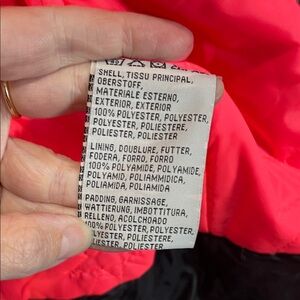 SHELL, TISSU PRINCIPAL,
OBERSTOFF,
MATERIALE ESTERNO,
EXTERIOR, EXTERIOR
100% POLYESTER, POLYESTER,
POLYESTER, POLIESTERE,
POLIESTER, POLIESTER
LINING, DOUBLURE, FUTTER,
FODERA, FORRO, FORRO
100% POLYAMIDE, POLYAMIDE,
POLYAMID, POLIAMMIDICA,
POLIAMIDA, POLIAMIDA
PADDING, GARNISSAGE,
WATTIERUNG, IMBOTTITURA,
RELLENO, ACOLCHOADO
100% POLYESTER, POLYESTER,
POLYESTER, POLIESTERE,
POLIESTER, POLIESTER